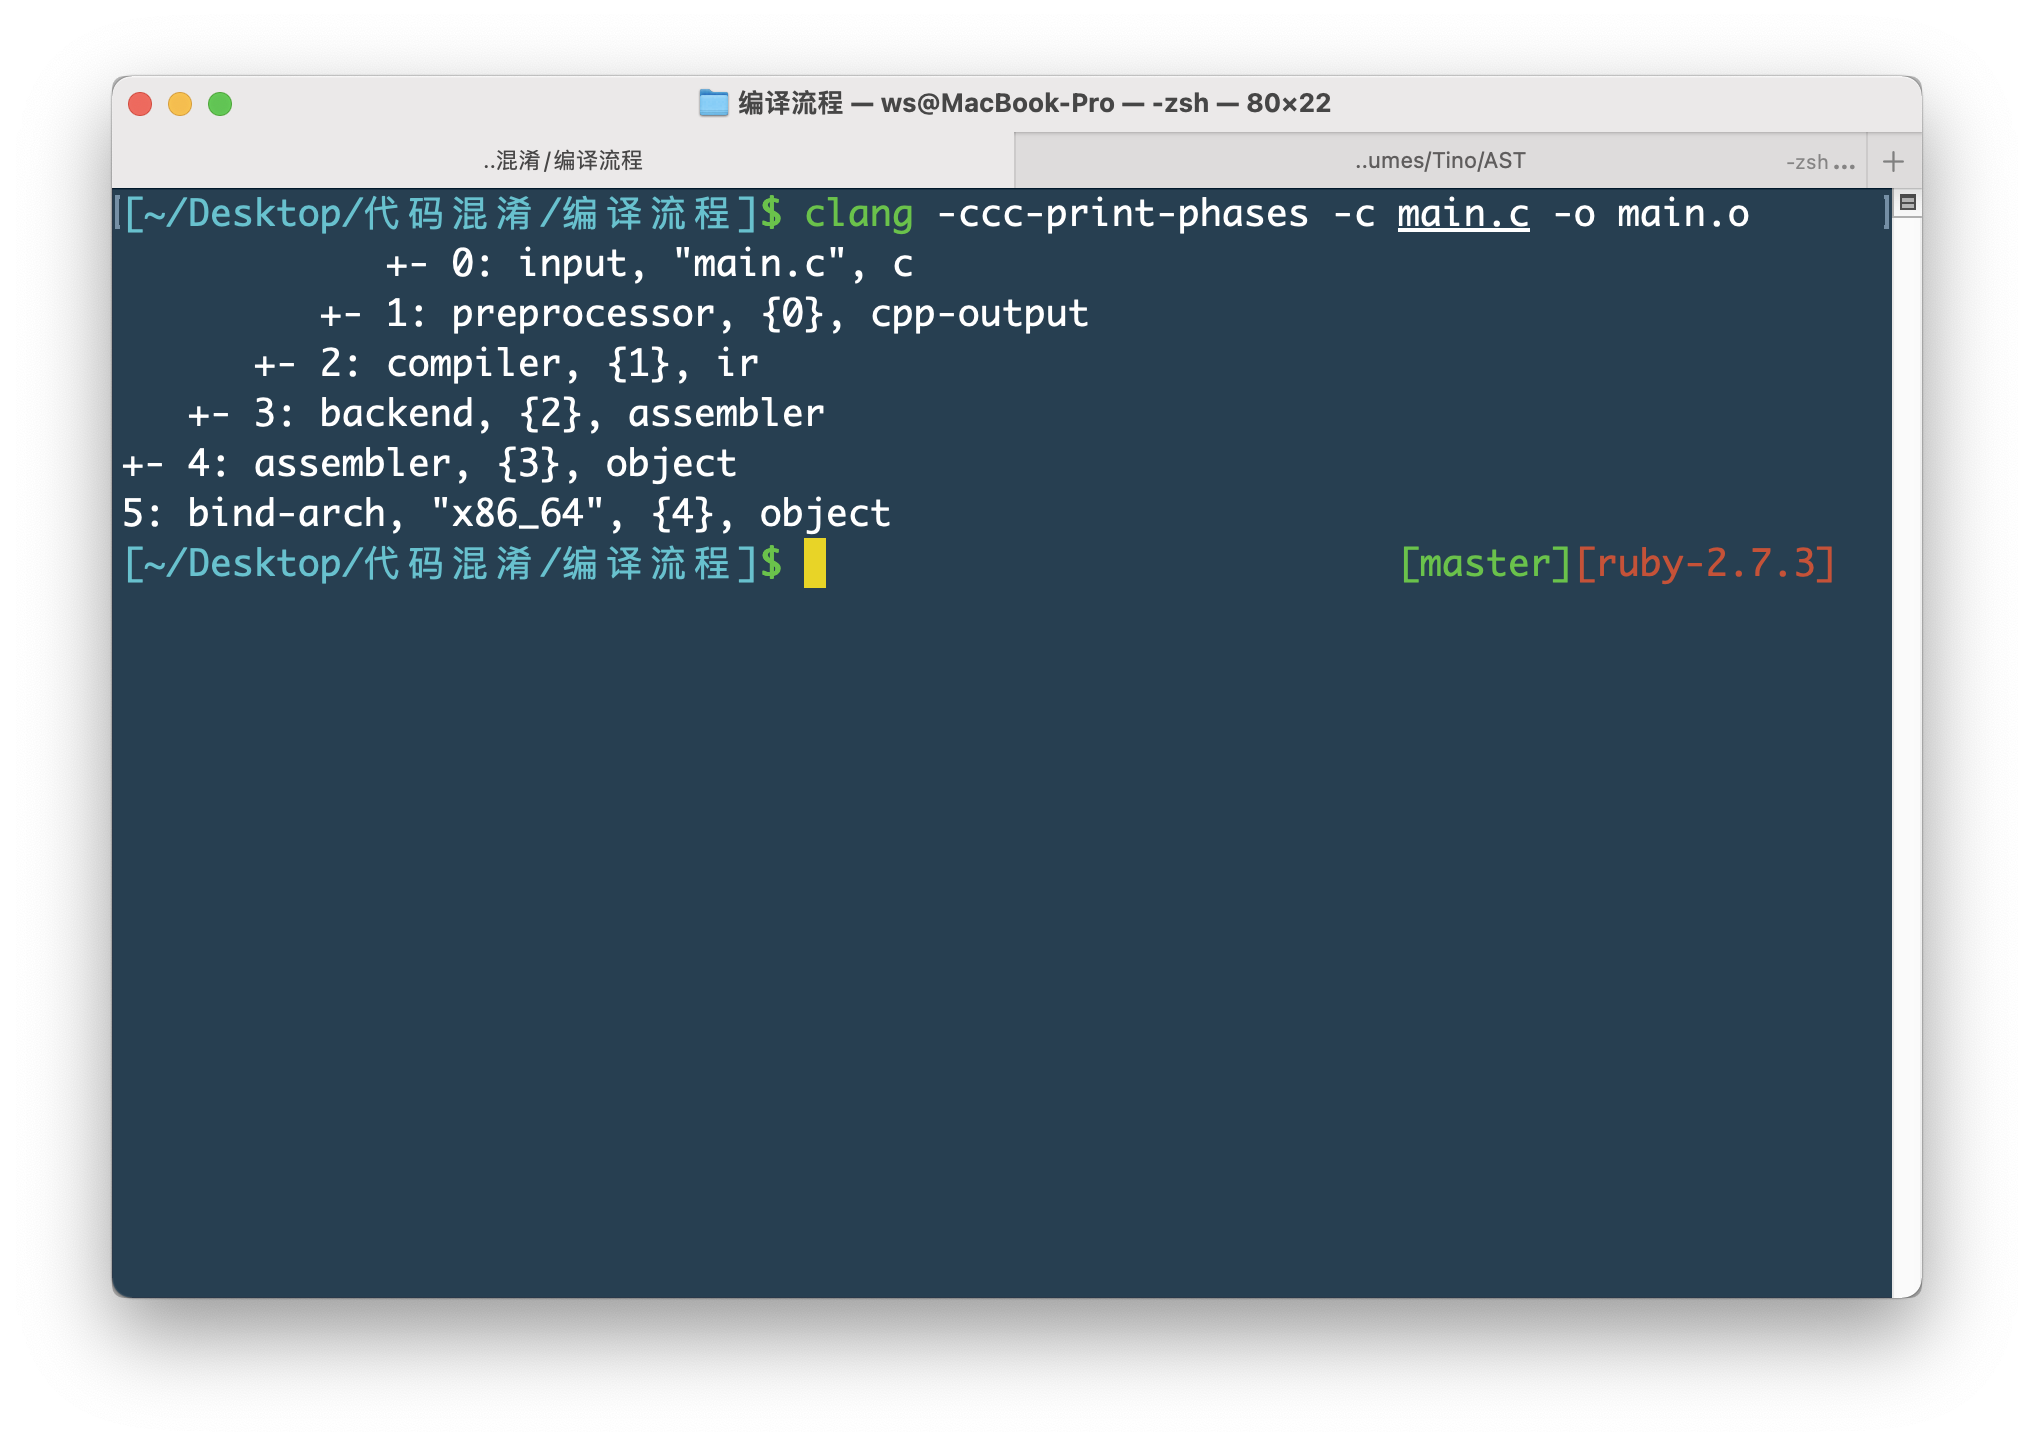 编译流程 — ws@MacBook-Pro — -zsh — 80×22
..混淆/编译流程
..umes/Tino/AST -zsh ...
[~/Desktop/代码混淆/编译流程]$ clang -ccc-print-phases -c main.c -o main.o
+- 0: input, "main.c", c
+- 1: preprocessor, {0}, cpp-output
+- 2: compiler, {1}, ir
+- 3: backend, {2}, assembler
+- 4: assembler, {3}, object
5: bind-arch, "x86_64", {4}, object
[~/Desktop/代码混淆/编译流程]$ [master][ruby-2.7.3]